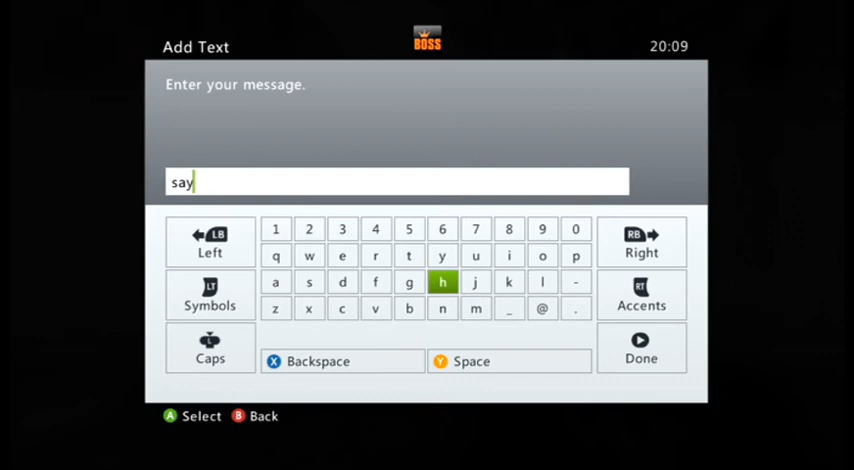 BOSS
Add Text 20:09
Enter your message.
say
LB 1 2 3 4 5 6 7 8 9 0 RB
Left q w e r t y u i o p Right
LT a s d f g h j k l - RT
Symbols z x c v b n m _ @ . Accents
L
Caps X Backspace Y Space Done
A Select B Back